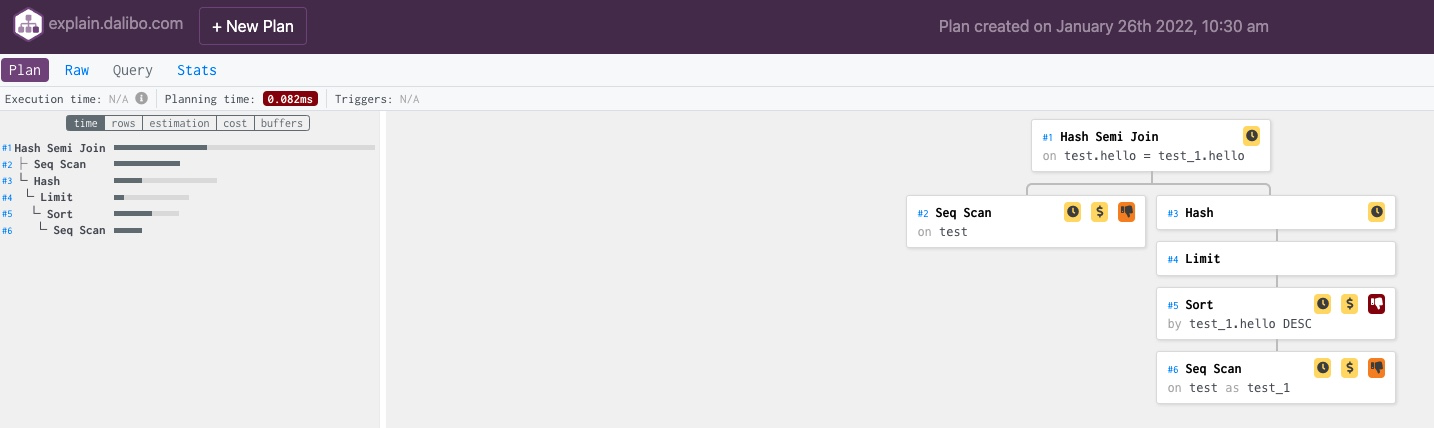 explain.dalibo.com
+ New Plan
Plan created on January 26th 2022, 10:30 am
Plan Raw Query Stats
Execution time: N/A Planning time: 0.082ms Triggers: N/A
time rows estimation cost buffers
#1 Hash Semi Join
#2 Seq Scan
#3 Hash
#4 Limit
#5 Sort
#6 Seq Scan
#1 Hash Semi Join
on test.hello = test_1.hello
#2 Seq Scan $
on test
#3 Hash
#4 Limit
#5 Sort $
by test_1.hello DESC
#6 Seq Scan $
on test as test_1